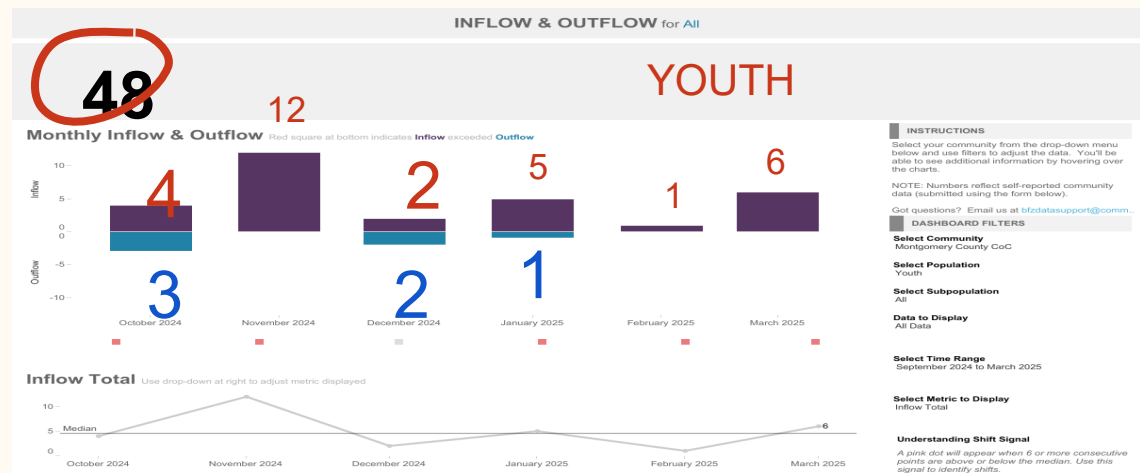 INFLOW & OUTFLOW for All
48
YOUTH
12
Monthly Inflow & Outflow Red square at bottom indicates Inflow exceeded Outflow
10
5
0
0
-5
-10
Inflow
Outflow
4
2
5
1
6
3
2
1
October 2024 November 2024 December 2024 January 2025 February 2025 March 2025
Inflow Total Use drop-down at right to adjust metric displayed
10
5
0
Median
6
October 2024 November 2024 December 2024 January 2025 February 2025 March 2025
INSTRUCTIONS
Select your community from the drop-down menu
below and use filters to adjust the data. You'll be
able to see additional information by hovering over
the charts.
NOTE: Numbers reflect self-reported community
data (submitted using the form below).
Got questions? Email us at bfzdatasupport@comm..
DASHBOARD FILTERS
Select Community
Montgomery County CoC
Select Population
Youth
Select Subpopulation
All
Data to Display
All Data
Select Time Range
September 2024 to March 2025
Select Metric to Display
Inflow Total
Understanding Shift Signal
A pink dot will appear when 6 or more consecutive
points are above or below the median. Use this
signal to identify shifts.